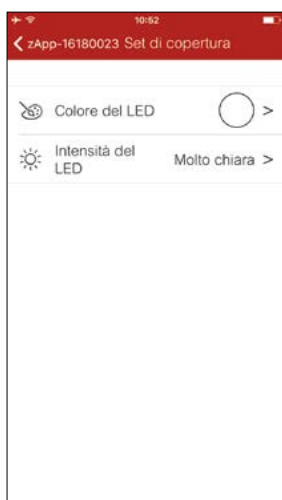 10:52
zApp-16180023 Set di copertura
Colore del LED
Intensità del
LED
Molto chiara